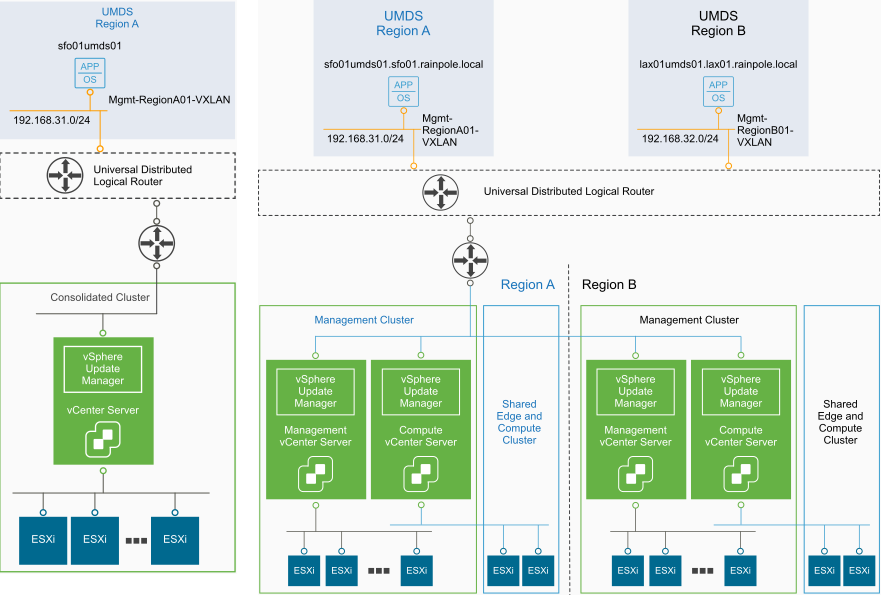 UMDS
Region A
sfo01umds01
APP
OS
Mgmt-RegionA01-VXLAN
192.168.31.0/24
Universal Distributed
Logical Router
Consolidated Cluster
vSphere
Update
Manager
vCenter Server
ESXi
ESXi
ESXi
UMDS
Region A
sfo01umds01.sfo01.rainpole.local
APP
OS
Mgmt-
RegionA01-
VXLAN
192.168.31.0/24
UMDS
Region B
lax01umds01.lax01.rainpole.local
APP
OS
Mgmt-
RegionB01-
VXLAN
192.168.32.0/24
Universal Distributed Logical Router
Region A
Region B
Management Cluster
vSphere
Update
Manager
Management
vCenter Server
vSphere
Update
Manager
Compute
vCenter Server
Shared
Edge and
Compute
Cluster
ESXi
ESXi
ESXi
ESXi
ESXi
Management Cluster
vSphere
Update
Manager
Management
vCenter Server
vSphere
Update
Manager
Compute
vCenter Server
Shared
Edge and
Compute
Cluster
ESXi
ESXi
ESXi
ESXi
ESXi